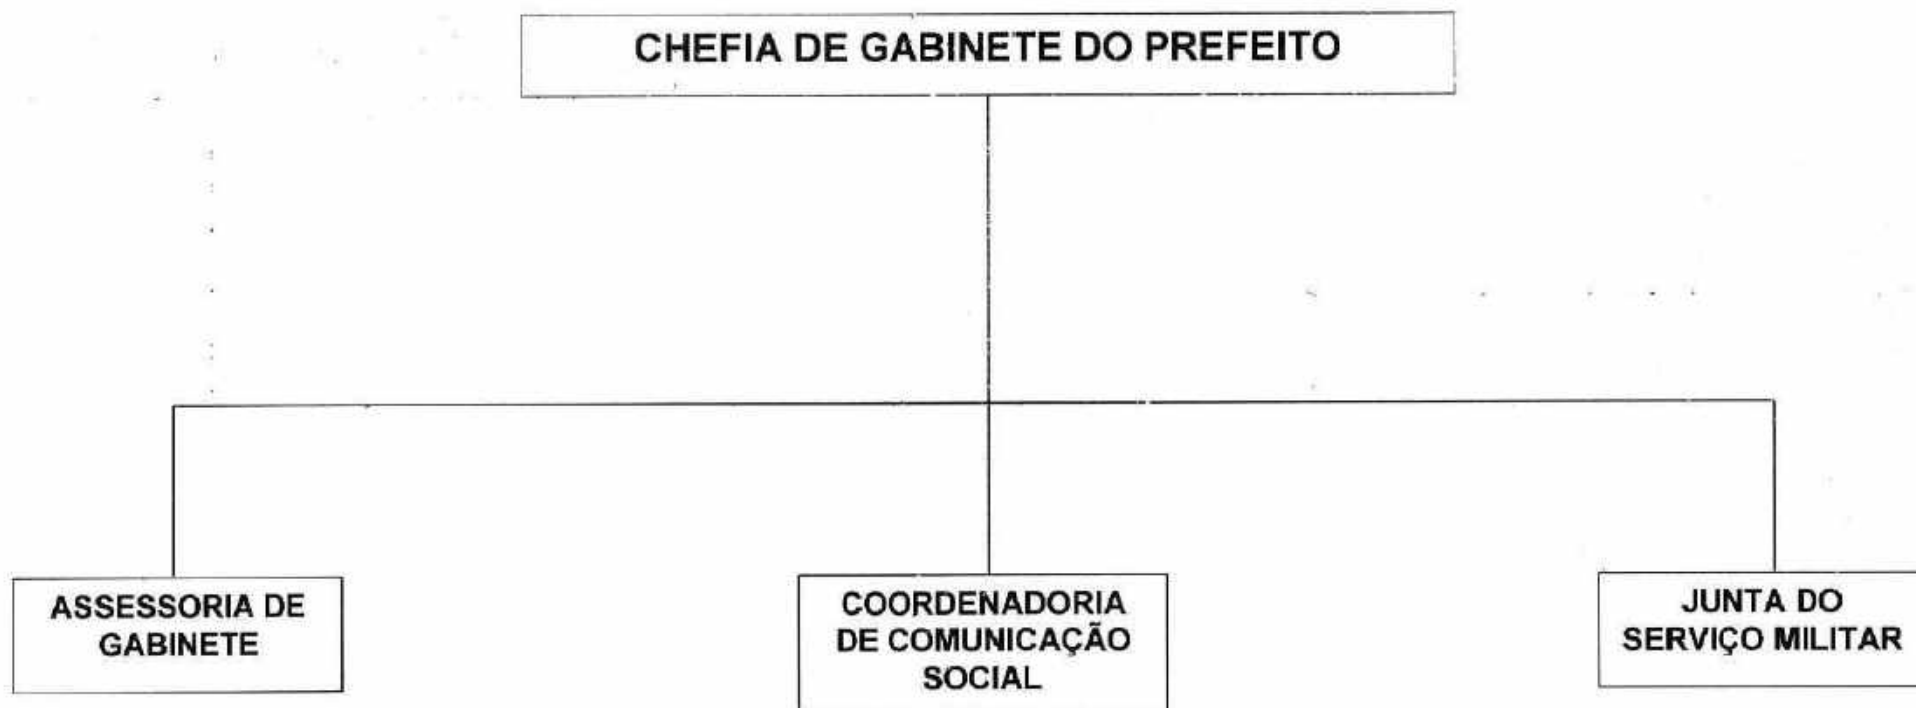 CHEFIA DE GABINETE DO PREFEITO
ASSESSORIA DE
GABINETE
COORDENADORIA
DE COMUNICAÇÃO
SOCIAL
JUNTA DO
SERVIÇO MILITAR